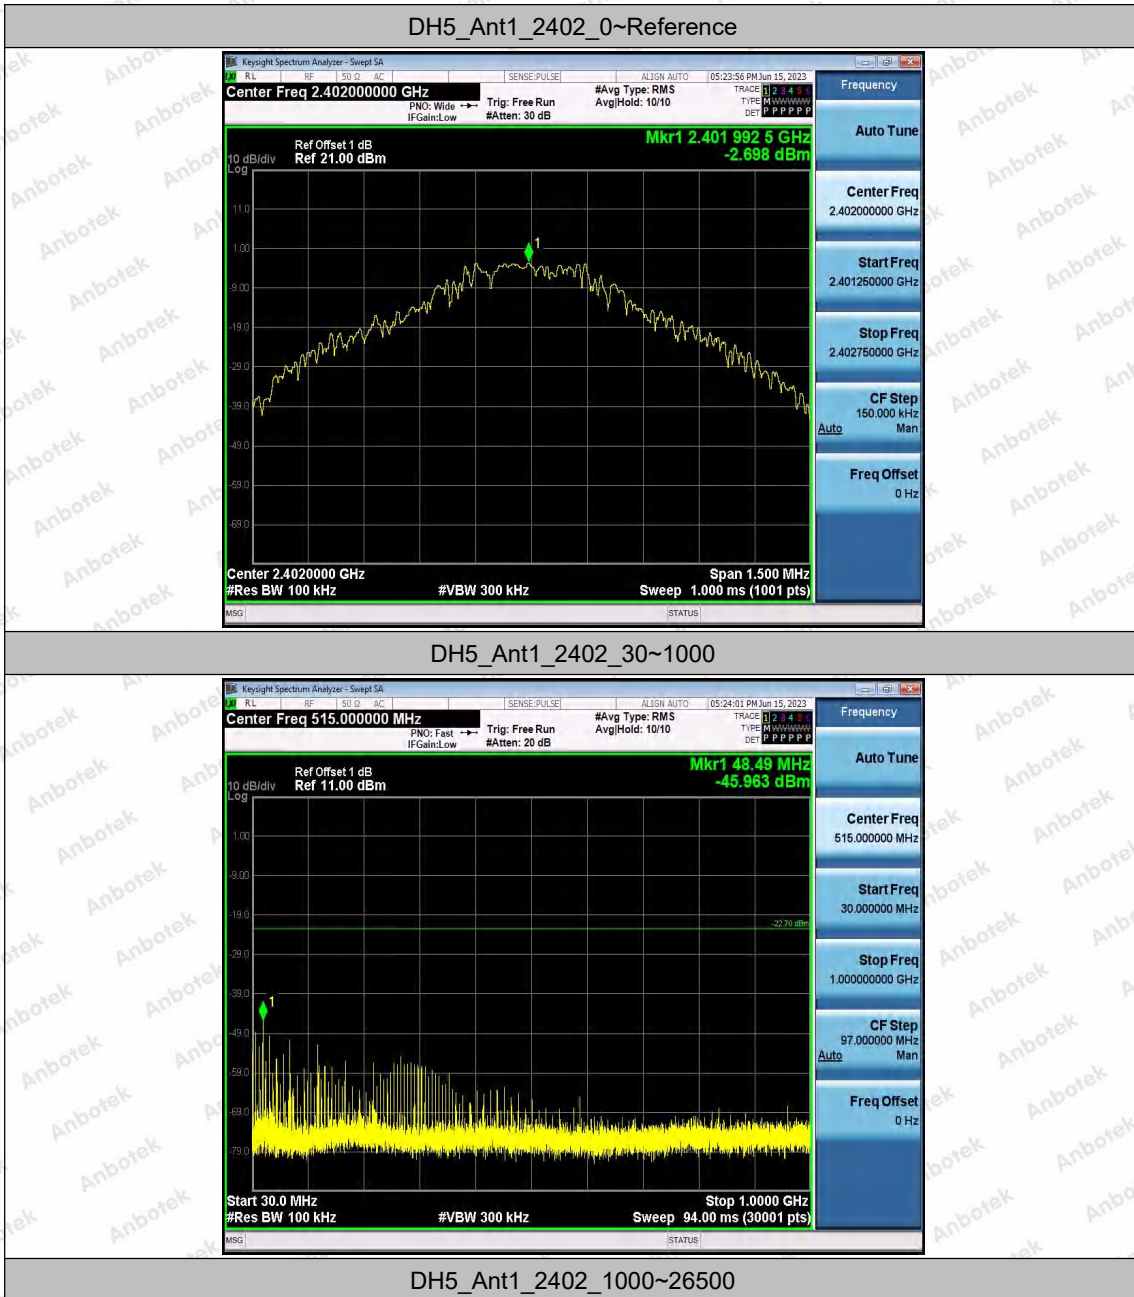 DH5_Ant1_2402_0~Reference
Keysight Spectrum Analyzer - Swept SA
RL RF 50 Ω AC SENSE:PULSE ALIGN AUTO 05:23:56 PM Jun 15, 2023
Center Freq 2.402000000 GHz
PNO: Wide
IFGain:Low
Trig: Free Run
#Atten: 30 dB
#Avg Type: RMS
Avg|Hold: 10/10
TRACE 1 2 3 4 5 6
TYPE M W W W W W
DET P P P P P P
Frequency
Auto Tune
Center Freq
2.402000000 GHz
Start Freq
2.401250000 GHz
Stop Freq
2.402750000 GHz
CF Step
150.000 kHz
Auto Man
Freq Offset
0 Hz
Mkr1 2.401 992 5 GHz
-2.698 dBm
Ref Offset 1 dB
10 dB/div Ref 21.00 dBm
Log
11.0
1.00
1
-9.00
-19.0
-29.0
-39.0
-49.0
-59.0
-69.0
Center 2.4020000 GHz Span 1.500 MHz
#Res BW 100 kHz #VBW 300 kHz Sweep 1.000 ms (1001 pts)
MSG STATUS
DH5_Ant1_2402_30~1000
Keysight Spectrum Analyzer - Swept SA
RL RF 50 Ω AC SENSE:PULSE ALIGN AUTO 05:24:01 PM Jun 15, 2023
Center Freq 515.000000 MHz
PNO: Fast
IFGain:Low
Trig: Free Run
#Atten: 20 dB
#Avg Type: RMS
Avg|Hold: 10/10
TRACE 1 2 3 4 5 6
TYPE M W W W W W
DET P P P P P P
Frequency
Auto Tune
Center Freq
515.000000 MHz
Start Freq
30.000000 MHz
Stop Freq
1.000000000 GHz
CF Step
97.000000 MHz
Auto Man
Freq Offset
0 Hz
Mkr1 48.49 MHz
-45.963 dBm
Ref Offset 1 dB
10 dB/div Ref 11.00 dBm
Log
1.00
-9.00
-19.0
-22.70 dBm
-29.0
-39.0
1
-49.0
-59.0
-69.0
-79.0
Start 30.0 MHz Stop 1.0000 GHz
#Res BW 100 kHz #VBW 300 kHz Sweep 94.00 ms (30001 pts)
MSG STATUS
DH5_Ant1_2402_1000~26500
Anbotek